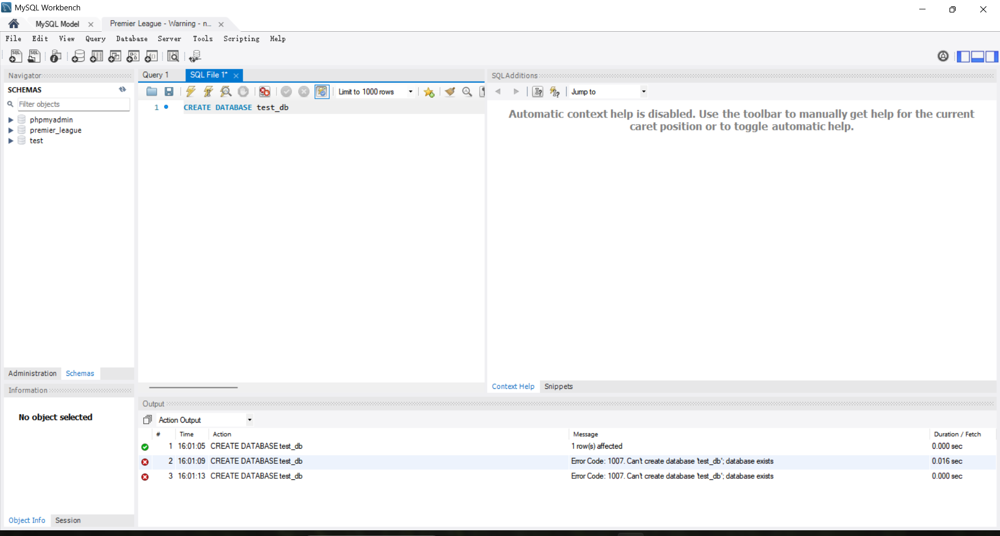 MySQL Workbench
MySQL Model
Premier League - Warning - n...
File Edit View Query Database Server Tools Scripting Help
Navigator
SCHEMAS
Filter objects
phpmyadmin
premier_league
test
Administration Schemas
Information
No object selected
Object Info Session
Query 1 SQL File 1*
Limit to 1000 rows
1 CREATE DATABASE test_db
SQLAdditions
Jump to
Automatic context help is disabled. Use the toolbar to manually get help for the current
caret position or to toggle automatic help.
Context Help Snippets
Output
Action Output
# Time Action Message Duration / Fetch
1 16:01:05 CREATE DATABASE test_db 1 row(s) affected 0.000 sec
2 16:01:09 CREATE DATABASE test_db Error Code: 1007. Can't create database 'test_db'; database exists 0.016 sec
3 16:01:13 CREATE DATABASE test_db Error Code: 1007. Can't create database 'test_db'; database exists 0.000 sec